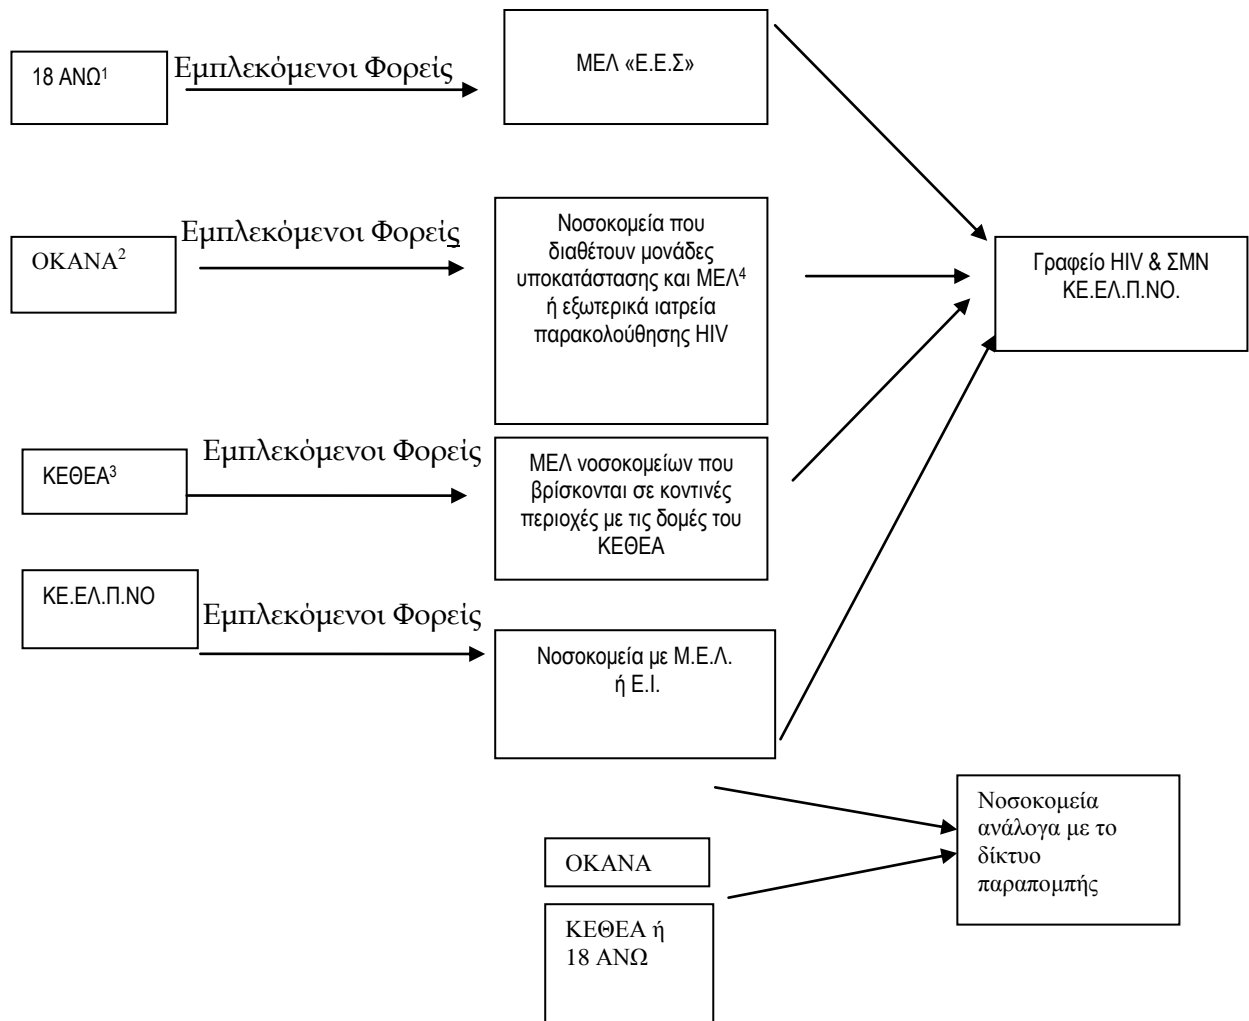 18 ΑΝΩ1
Εμπλεκόμενοι Φορείς
ΜΕΛ «Ε.Ε.Σ»
ΟΚΑΝΑ2
Εμπλεκόμενοι Φορείς
Νοσοκομεία που
διαθέτουν μονάδες
υποκατάστασης και ΜΕΛ4
ή εξωτερικά ιατρεία
παρακολούθησης HIV
Γραφείο HIV & ΣΜΝ
ΚΕ.ΕΛ.Π.ΝΟ.
ΚΕΘΕΑ3
Εμπλεκόμενοι Φορείς
ΜΕΛ νοσοκομείων που
βρίσκονται σε κοντινές
περιοχές με τις δομές του
ΚΕΘΕΑ
ΚΕ.ΕΛ.Π.ΝΟ
Εμπλεκόμενοι Φορείς
Νοσοκομεία με Μ.Ε.Λ.
ή Ε.Ι.
ΟΚΑΝΑ
ΚΕΘΕΑ ή
18 ΑΝΩ
Νοσοκομεία
ανάλογα με το
δίκτυο
παραπομπής